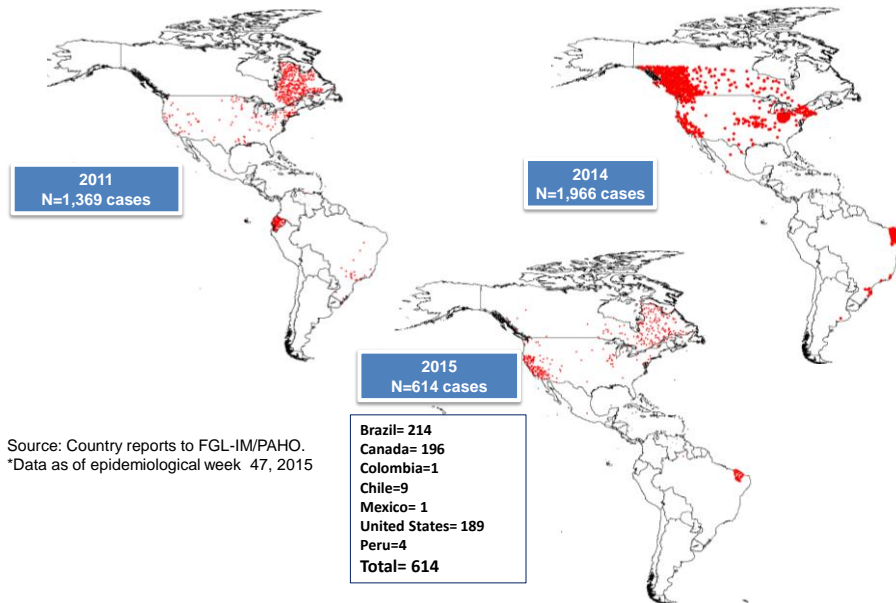 2011
N=1,369 cases
2014
N=1,966 cases
2015
N=614 cases
Brazil= 214
Canada= 196
Colombia=1
Chile=9
Mexico= 1
United States= 189
Peru=4
Total= 614
Source: Country reports to FGL-IM/PAHO.
*Data as of epidemiological week 47, 2015